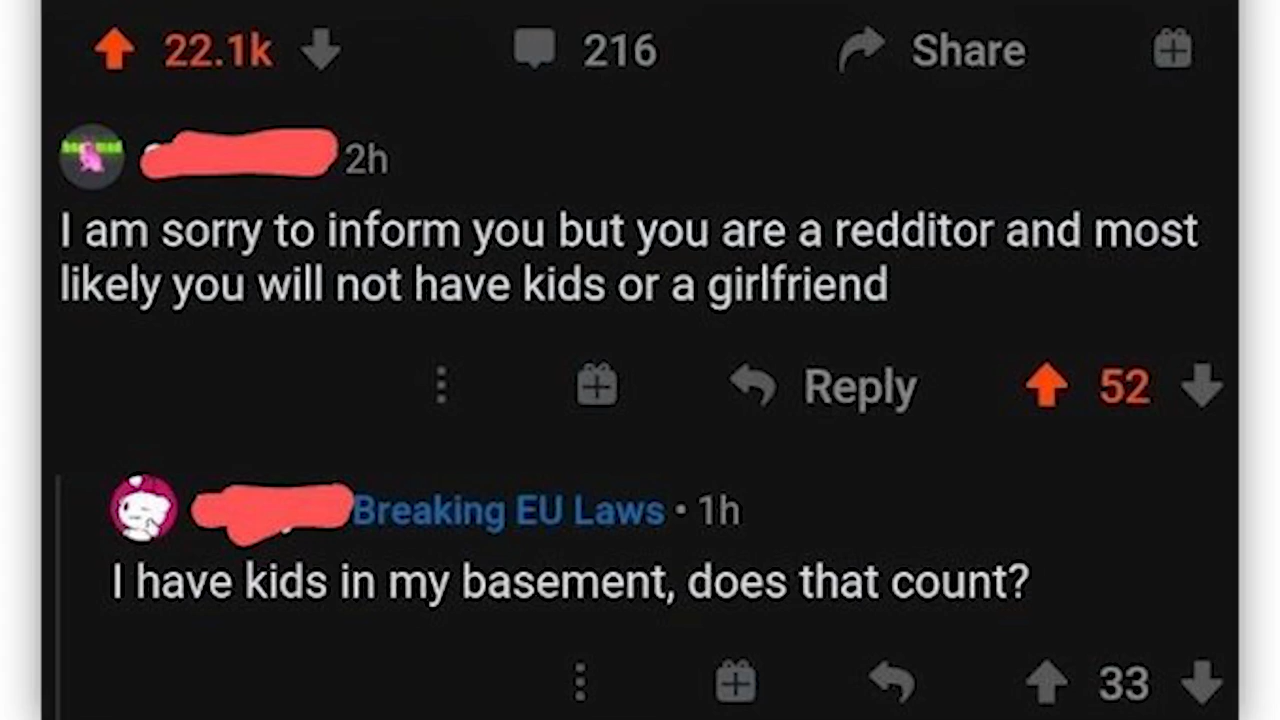 22.1k 216 Share
2h
I am sorry to inform you but you are a redditor and most
likely you will not have kids or a girlfriend
Reply 52
Breaking EU Laws • 1h
I have kids in my basement, does that count?
33